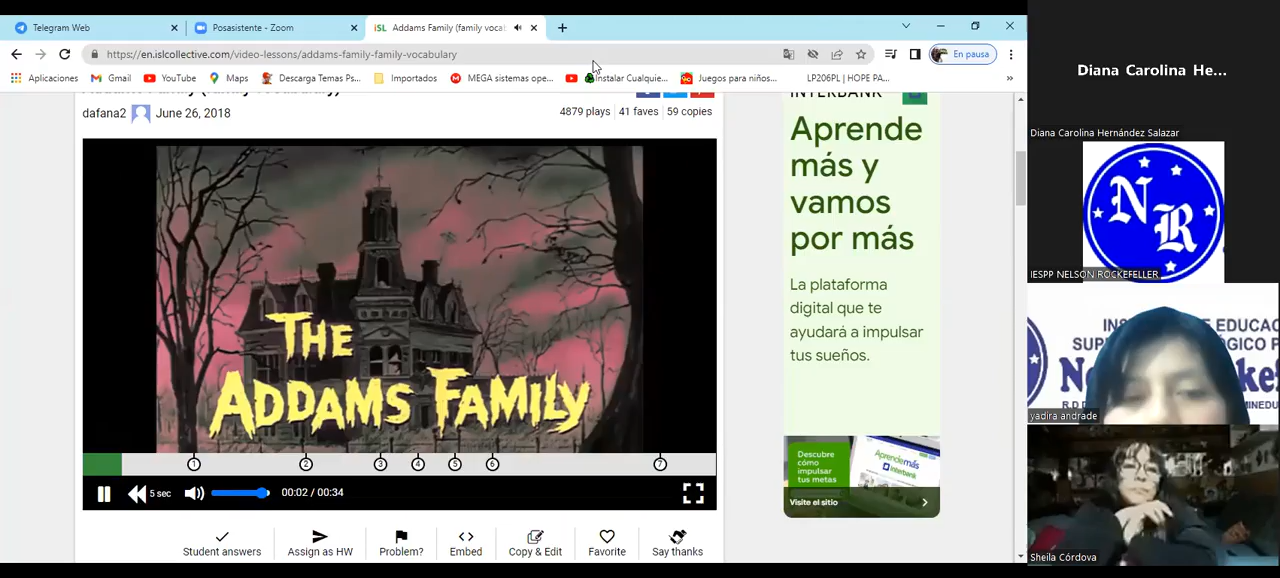 Telegram Web
Posasistente - Zoom
iSL Addams Family (family voca
https://en.islcollective.com/video-lessons/addams-family-family-vocabulary
En pausa
Aplicaciones
Gmail
YouTube
Maps
Descarga Temas Ps...
Importados
MEGA sistemas ope...
Instalar Cualquie...
Juegos para niños...
LP206PL | HOPE PA...
»
dafana2 June 26, 2018
4879 plays 41 faves 59 copies
INTERBANK
Aprende
más y
vamos
por más
La plataforma
digital que te
ayudará a impulsar
tus sueños.
Descubre
cómo
impulsar
tus metas
Aprendemás
Interbank
Visite el sitio
THE
ADDAMS FAMILY
1 2 3 4 5 6 7
5 sec
00:02 / 00:34
Student answers
Assign as HW
Problem?
Embed
Copy & Edit
Favorite
Say thanks
Diana Carolina He...
Diana Carolina Hernández Salazar
N R
IESPP NELSON ROCKEFELLER
yadira andrade
Sheila Córdova